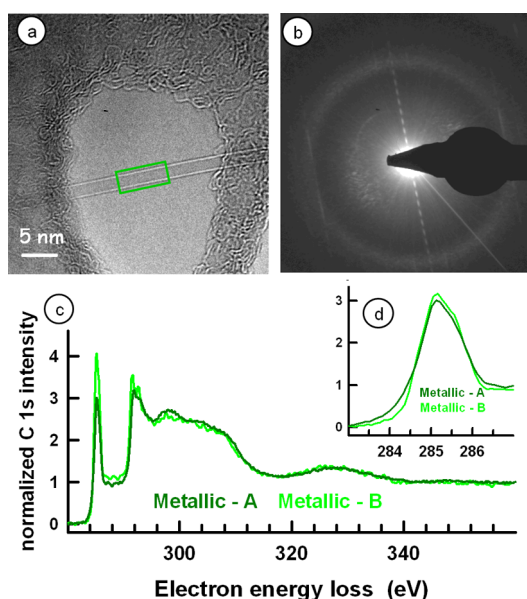 a
5 nm
b
c
normalized C 1s intensity
4
3
2
1
0
300
320
340
Metallic - A Metallic - B
Electron energy loss (eV)
d
3
2
1
0
284
285
286
Metallic - A
Metallic - B